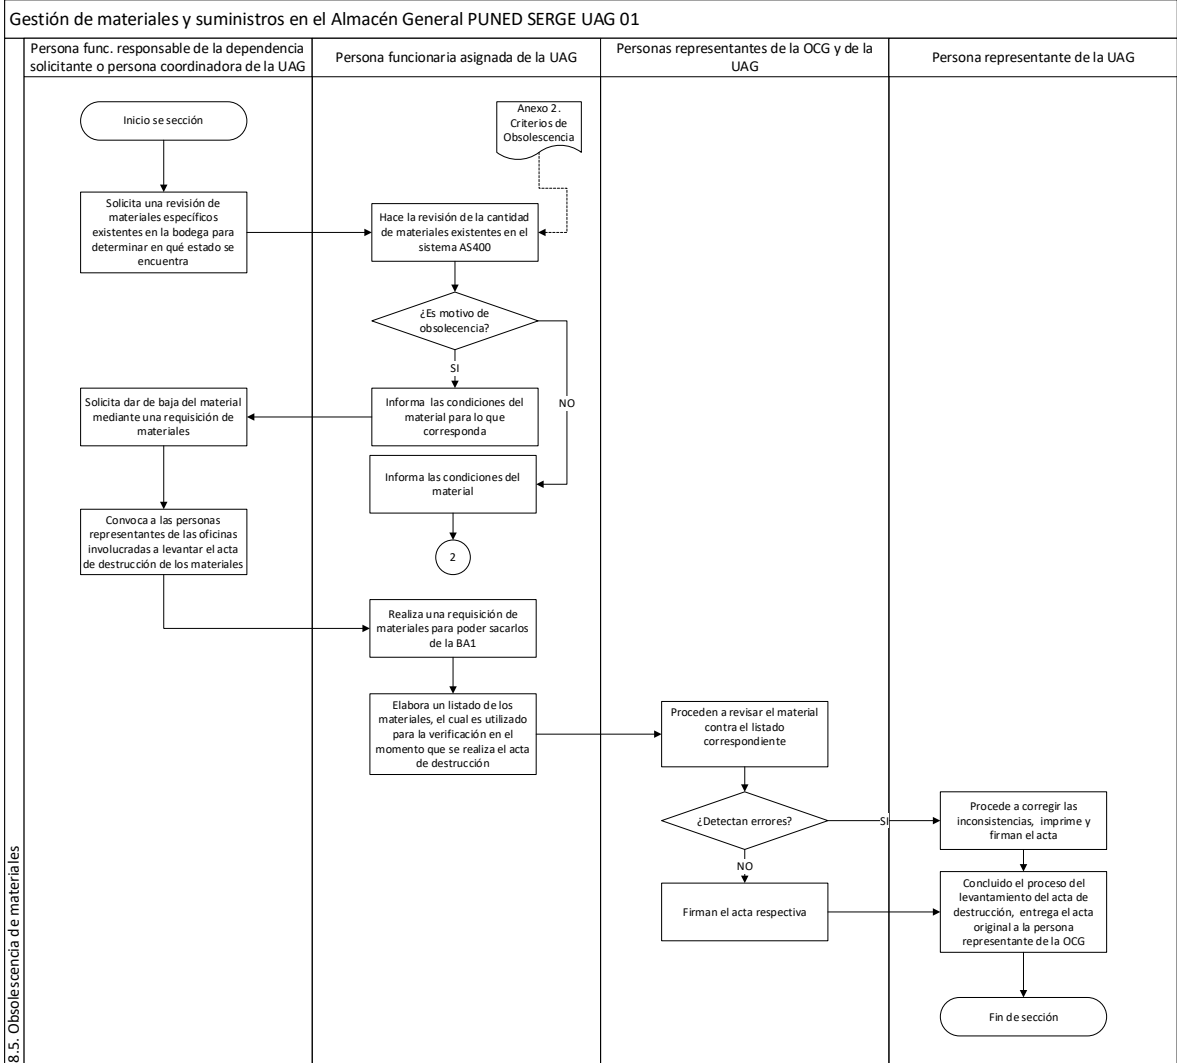 Gestión de materiales y suministros en el Almacén General PUNED SERGE UAG 01
Persona func. responsable de la dependencia
solicitante o persona coordinadora de la UAG
Persona funcionaria asignada de la UAG
Personas representantes de la OCG y de la
UAG
Persona representante de la UAG
8.5. Obsolescencia de materiales
Inicio se sección
Anexo 2.
Criterios de
Obsolescencia
Solicita una revisión de
materiales específicos
existentes en la bodega para
determinar en qué estado se
encuentra
Hace la revisión de la cantidad
de materiales existentes en el
sistema AS400
¿Es motivo de
obsolecencia?
SI
NO
Solicita dar de baja del material
mediante una requisición de
materiales
Informa las condiciones del
material para lo que
corresponda
Informa las condiciones del
material
2
Convoca a las personas
representantes de las oficinas
involucradas a levantar el acta
de destrucción de los materiales
Realiza una requisición de
materiales para poder sacarlos
de la BA1
Elabora un listado de los
materiales, el cual es utilizado
para la verificación en el
momento que se realiza el acta
de destrucción
Proceden a revisar el material
contra el listado
correspondiente
¿Detectan errores?
SI
NO
Procede a corregir las
inconsistencias, imprime y
firman el acta
Firman el acta respectiva
Concluido el proceso del
levantamiento del acta de
destrucción, entrega el acta
original a la persona
representante de la OCG
Fin de sección